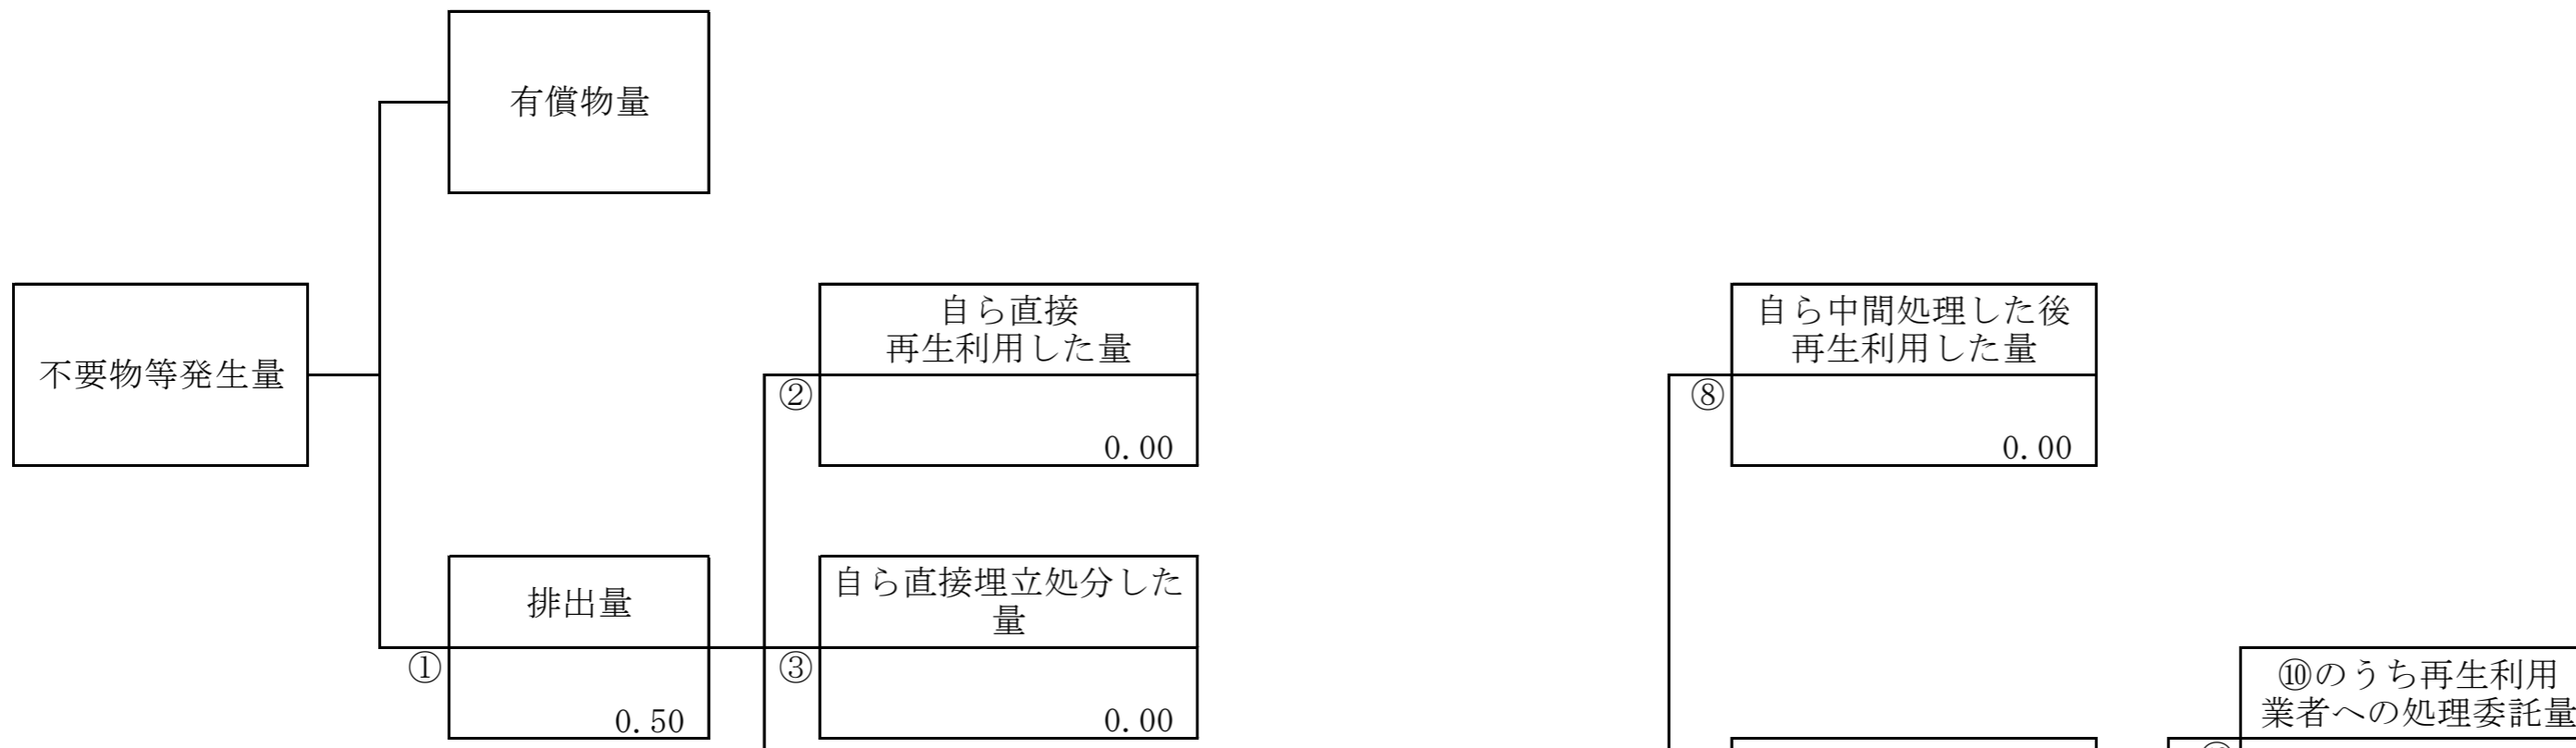 有償物量
不要物等発生量
自ら直接
再生利用した量
②
0.00
自ら中間処理した後
再生利用した量
⑧
0.00
排出量
①
0.50
自ら直接埋立処分した
量
③
0.00
⑩のうち再生利用
業者への処理委託量